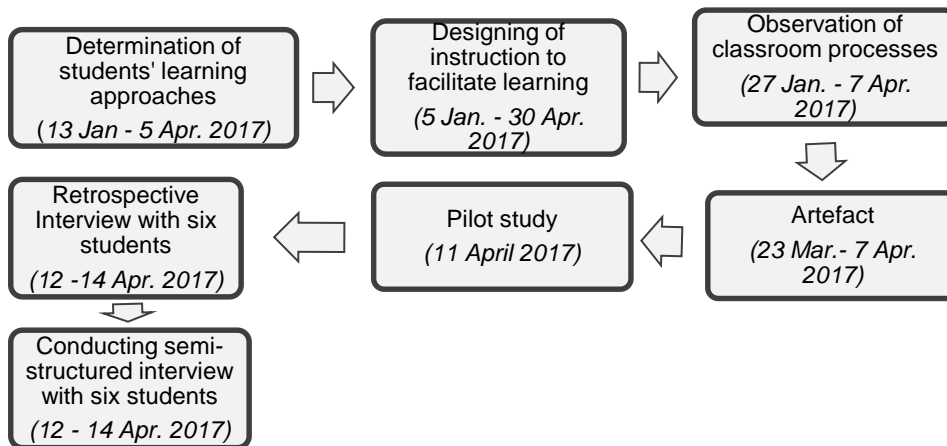 Determination of
students' learning
approaches
(13 Jan - 5 Apr. 2017)
Designing of
instruction to
facilitate learning
(5 Jan. - 30 Apr.
2017)
Observation of
classroom processes
(27 Jan. - 7 Apr.
2017)
Artefact
(23 Mar.- 7 Apr.
2017)
Pilot study
(11 April 2017)
Retrospective
Interview with six
students
(12 -14 Apr. 2017)
Conducting semi-
structured interview
with six students
(12 - 14 Apr. 2017)